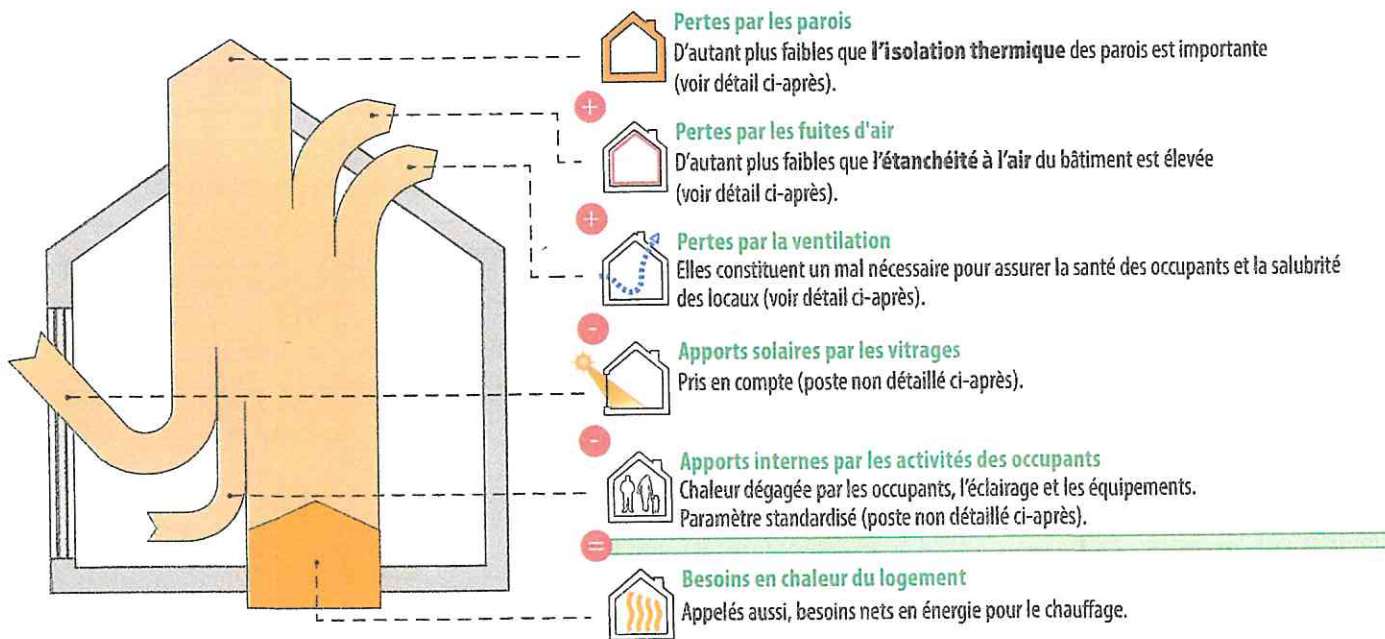 Pertes par les parois
D'autant plus faibles que l'isolation thermique des parois est importante
(voir détail ci-après).
+
Pertes par les fuites d'air
D'autant plus faibles que l'étanchéité à l'air du bâtiment est élevée
(voir détail ci-après).
+
Pertes par la ventilation
Elles constituent un mal nécessaire pour assurer la santé des occupants et la salubrité
des locaux (voir détail ci-après).
-
Apports solaires par les vitrages
Pris en compte (poste non détaillé ci-après).
-
Apports internes par les activités des occupants
Chaleur dégagée par les occupants, l'éclairage et les équipements.
Paramètre standardisé (poste non détaillé ci-après).
=
Besoins en chaleur du logement
Appelés aussi, besoins nets en énergie pour le chauffage.